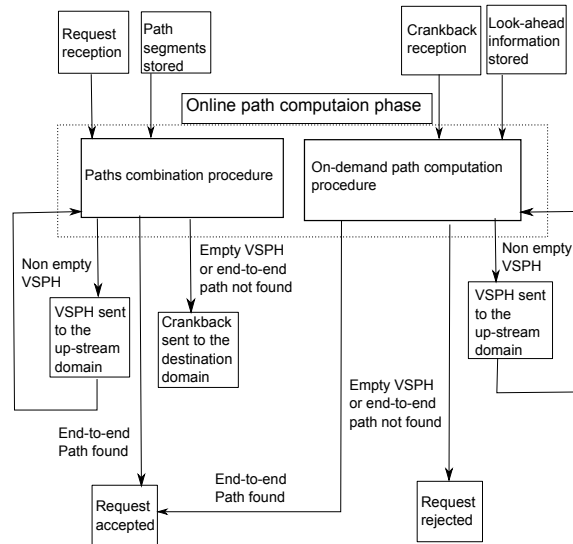 Request
reception
Path
segments
stored
Crankback
reception
Look-ahead
information
stored
Online path computaion phase
Paths combination procedure
On-demand path computation
procedure
Non empty
VSPH
Empty VSPH
or end-to-end
path not found
Non empty
VSPH
VSPH sent
to the
up-stream
domain
Crankback
sent to the
destination
domain
VSPH sent
to the
up-stream
domain
Empty VSPH
or end-to-end
path not found
End-to-end
Path found
End-to-end
Path found
Request
accepted
Request
rejected